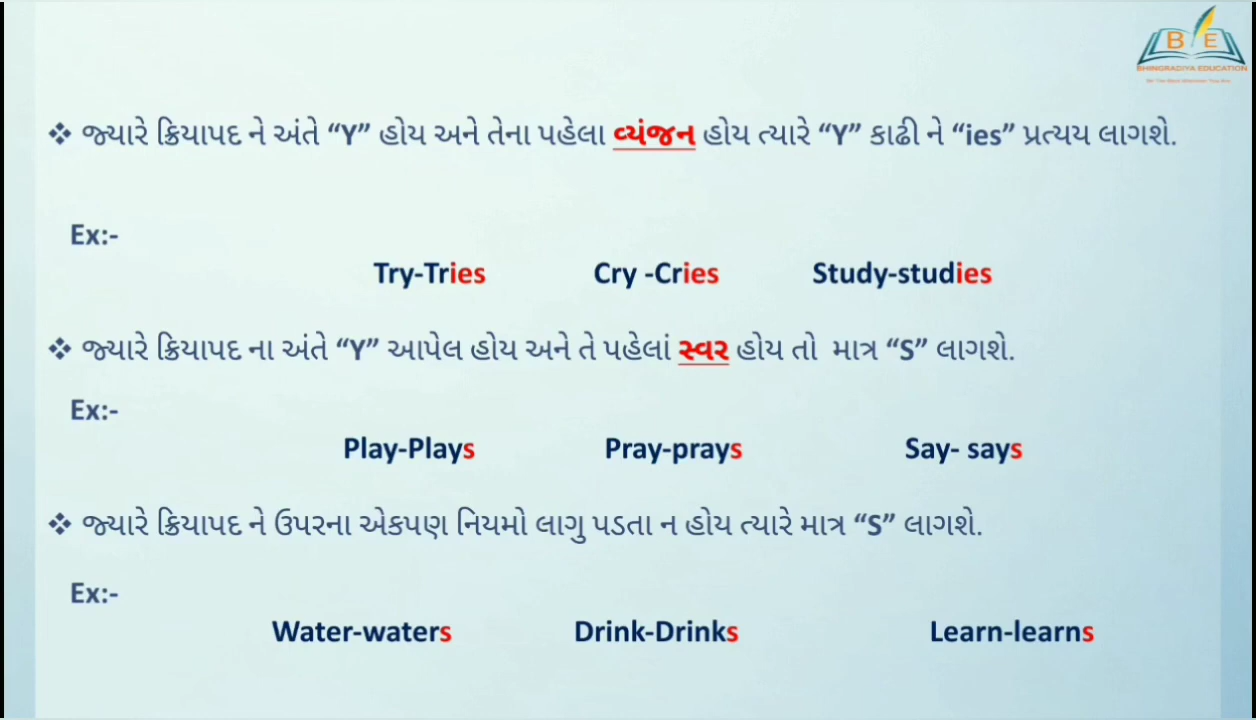 B E
BHINGRADIYA EDUCATION
❖ જ્યારે ક્રિયાપદ ને અંતે “Y” હોય અને તેના પહેલા વ્યંજન હોય ત્યારે “Y” કાઢી ને “ies” પ્રત્યય લાગશે.
Ex:-
Try-Tries Cry -Cries Study-studies
❖ જ્યારે ક્રિયાપદ ના અંતે “Y” આપેલ હોય અને તે પહેલાં સ્વર હોય તો માત્ર “S” લાગશે.
Ex:-
Play-Plays Pray-prays Say- says
❖ જ્યારે ક્રિયાપદ ને ઉપરના એકપણ નિયમો લાગુ પડતા ન હોય ત્યારે માત્ર “S” લાગશે.
Ex:-
Water-waters Drink-Drinks Learn-learns